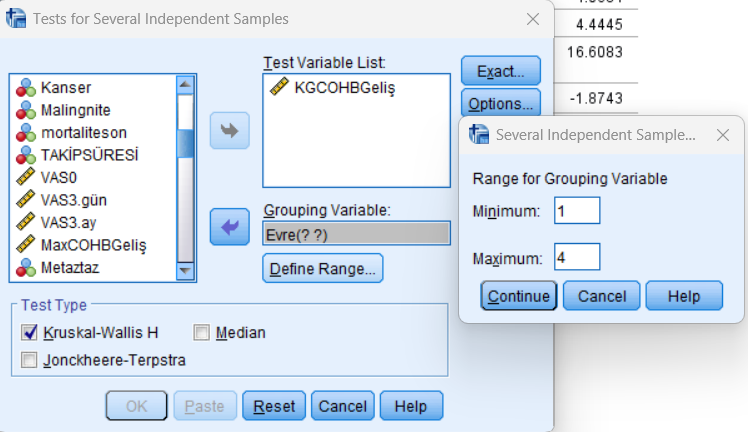 Tests for Several Independent Samples
4.4445
16.6083
-1.8743
Kanser
Malingnite
mortaliteson
TAKİPSÜRESİ
VAS0
VAS3.gün
VAS3.ay
MaxCOHBGeliş
Metaztaz
Test Variable List:
KGCOHBGeliş
Exact...
Options...
Grouping Variable:
Evre(? ?)
Define Range...
Test Type
Kruskal-Wallis H
Median
Jonckheere-Terpstra
OK
Paste
Reset
Cancel
Help
Several Independent Sample...
Range for Grouping Variable
Minimum: 1
Maximum: 4
Continue
Cancel
Help